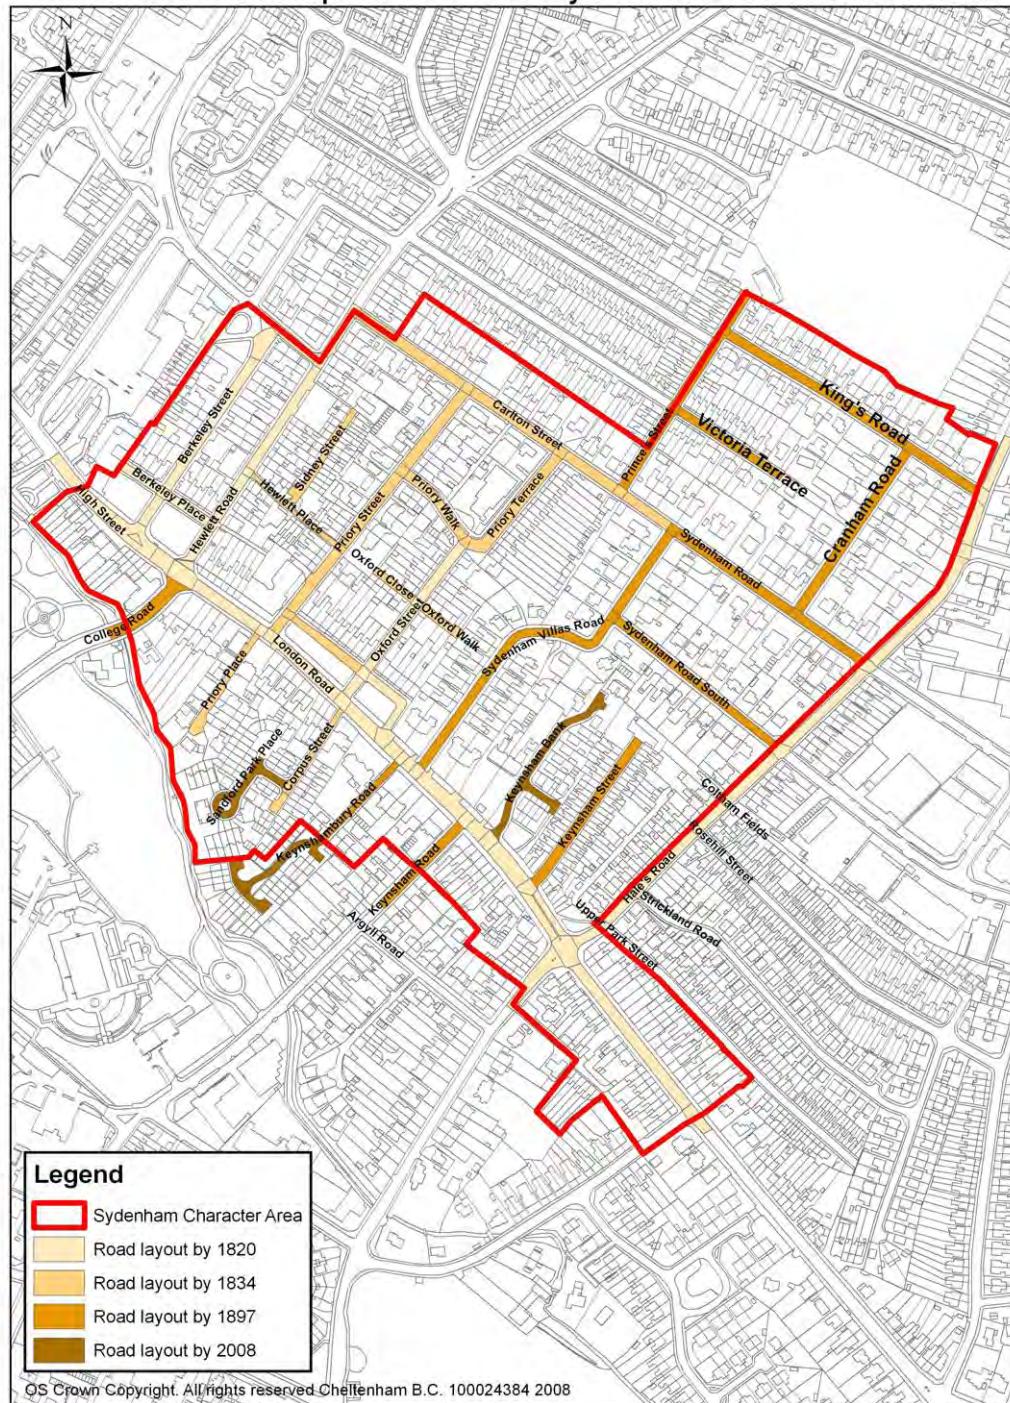 N
King's Road
Victoria Terrace
Cranham Road
Prince's Street
Carlton Street
Berkeley Street
Sidney Street
Berkeley Place
Hewlett Place
Hewlett Road
High Street
Priory Street
Priory Walk
Priory Terrace
Sydenham Road
Oxford Close
Oxford Walk
Oxford Street
College Road
Sydenham Villas Road
Sydenham Road South
London Road
Priory Place
Corpus Street
Sandford Park Place
Keynsham Bank
Keynsham Street
Keynshambury Road
Keynsham Road
Coltham Fields
Rosehill Street
Hale's Road
Strickland Road
Upper Park Street
Argyll Road
Legend
Sydenham Character Area
Road layout by 1820
Road layout by 1834
Road layout by 1897
Road layout by 2008
OS Crown Copyright. All rights reserved Cheltenham B.C. 100024384 2008